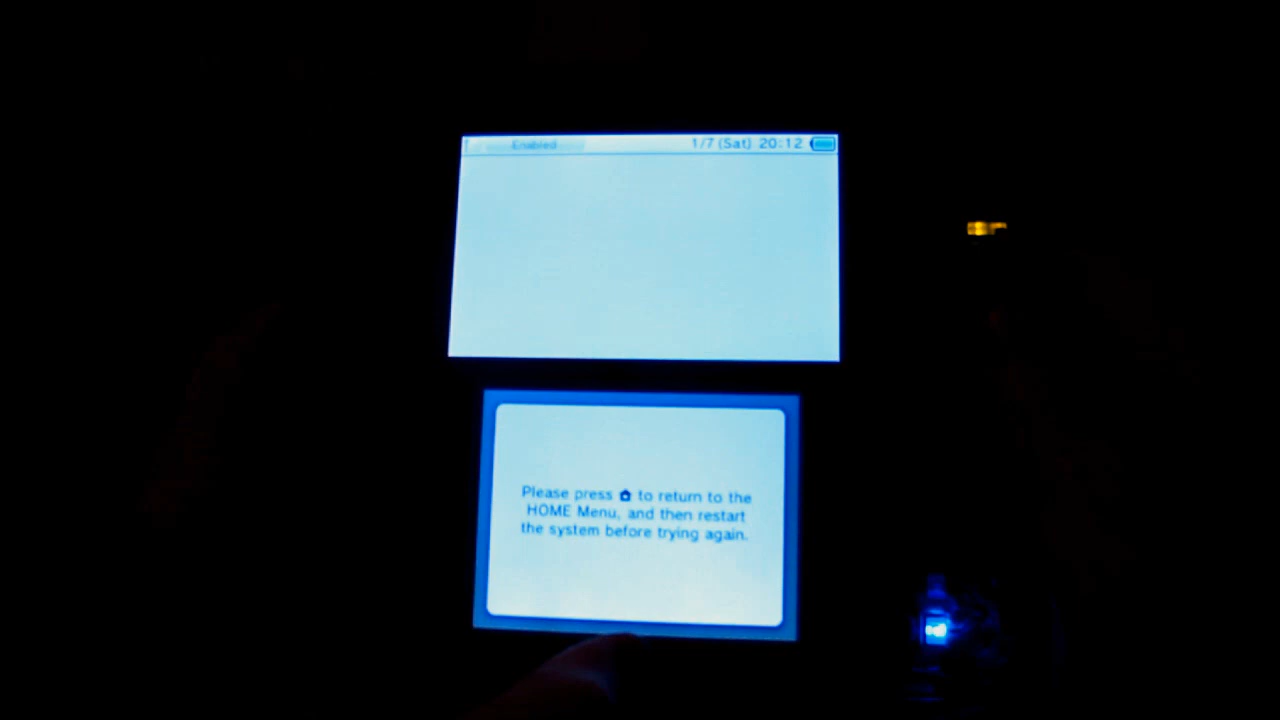 Enabled 1/7 (Sat) 20:12
Please press to return to the
HOME Menu, and then restart
the system before trying again.